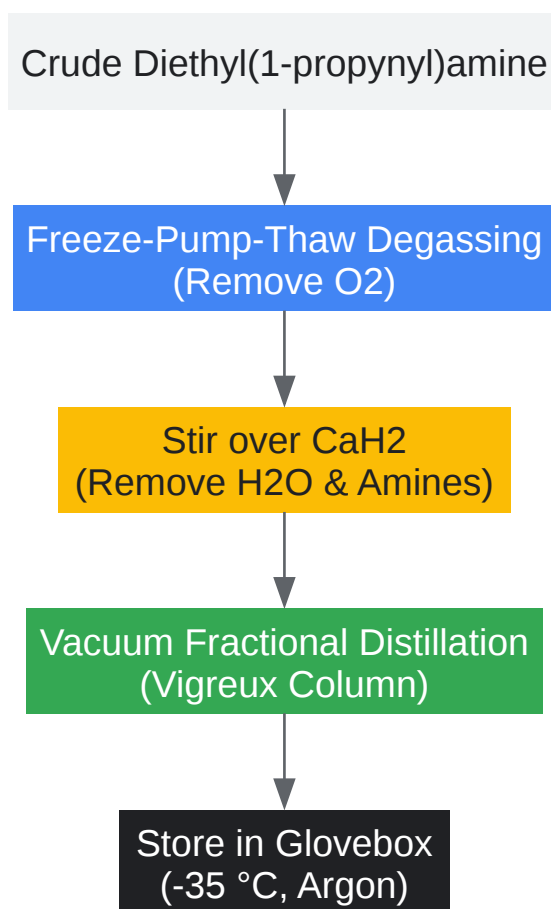 Crude Diethyl(1-propynyl)amine
Freeze-Pump-Thaw Degassing
(Remove O2)
Stir over CaH2
(Remove H2O & Amines)
Vacuum Fractional Distillation
(Vigreux Column)
Store in Glovebox
(-35 °C, Argon)